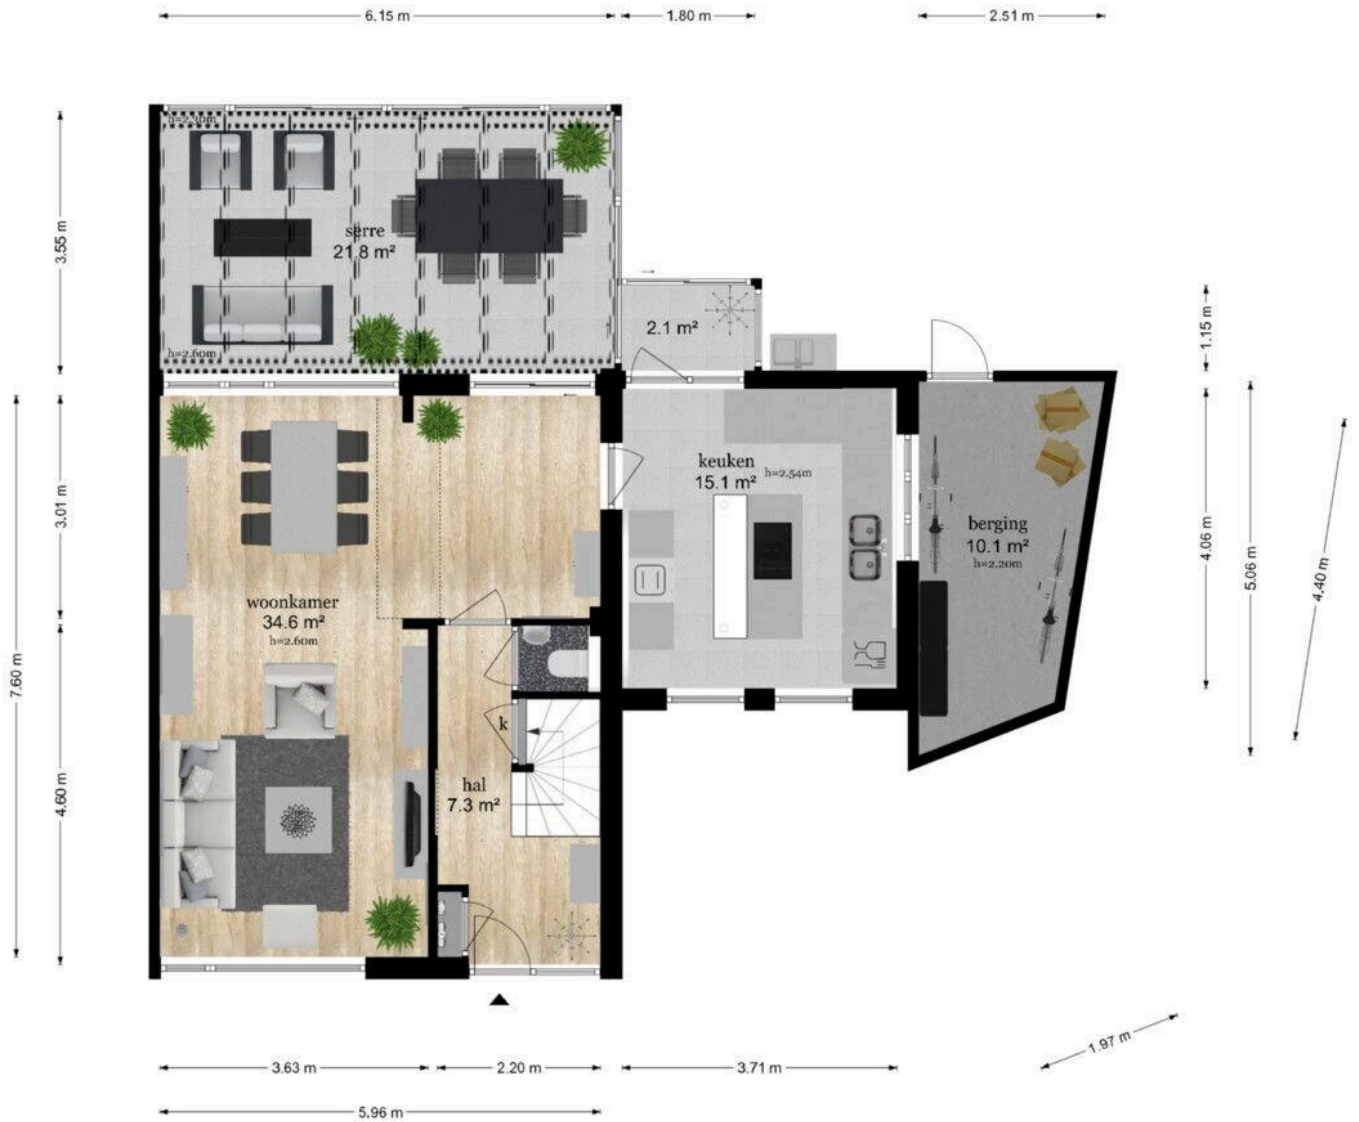 6.15 m
1.80 m
2.51 m
h=2.30m
3.55 m
serre
21.8 m²
h=2.60m
2.1 m²
1.15 m
3.01 m
keuken
15.1 m²
h=2.54m
berging
10.1 m²
h=2.20m
4.06 m
5.06 m
4.40 m
woonkamer
34.6 m²
h=2.60m
7.60 m
4.60 m
k
hal
7.3 m²
3.63 m
2.20 m
3.71 m
1.97 m
5.96 m